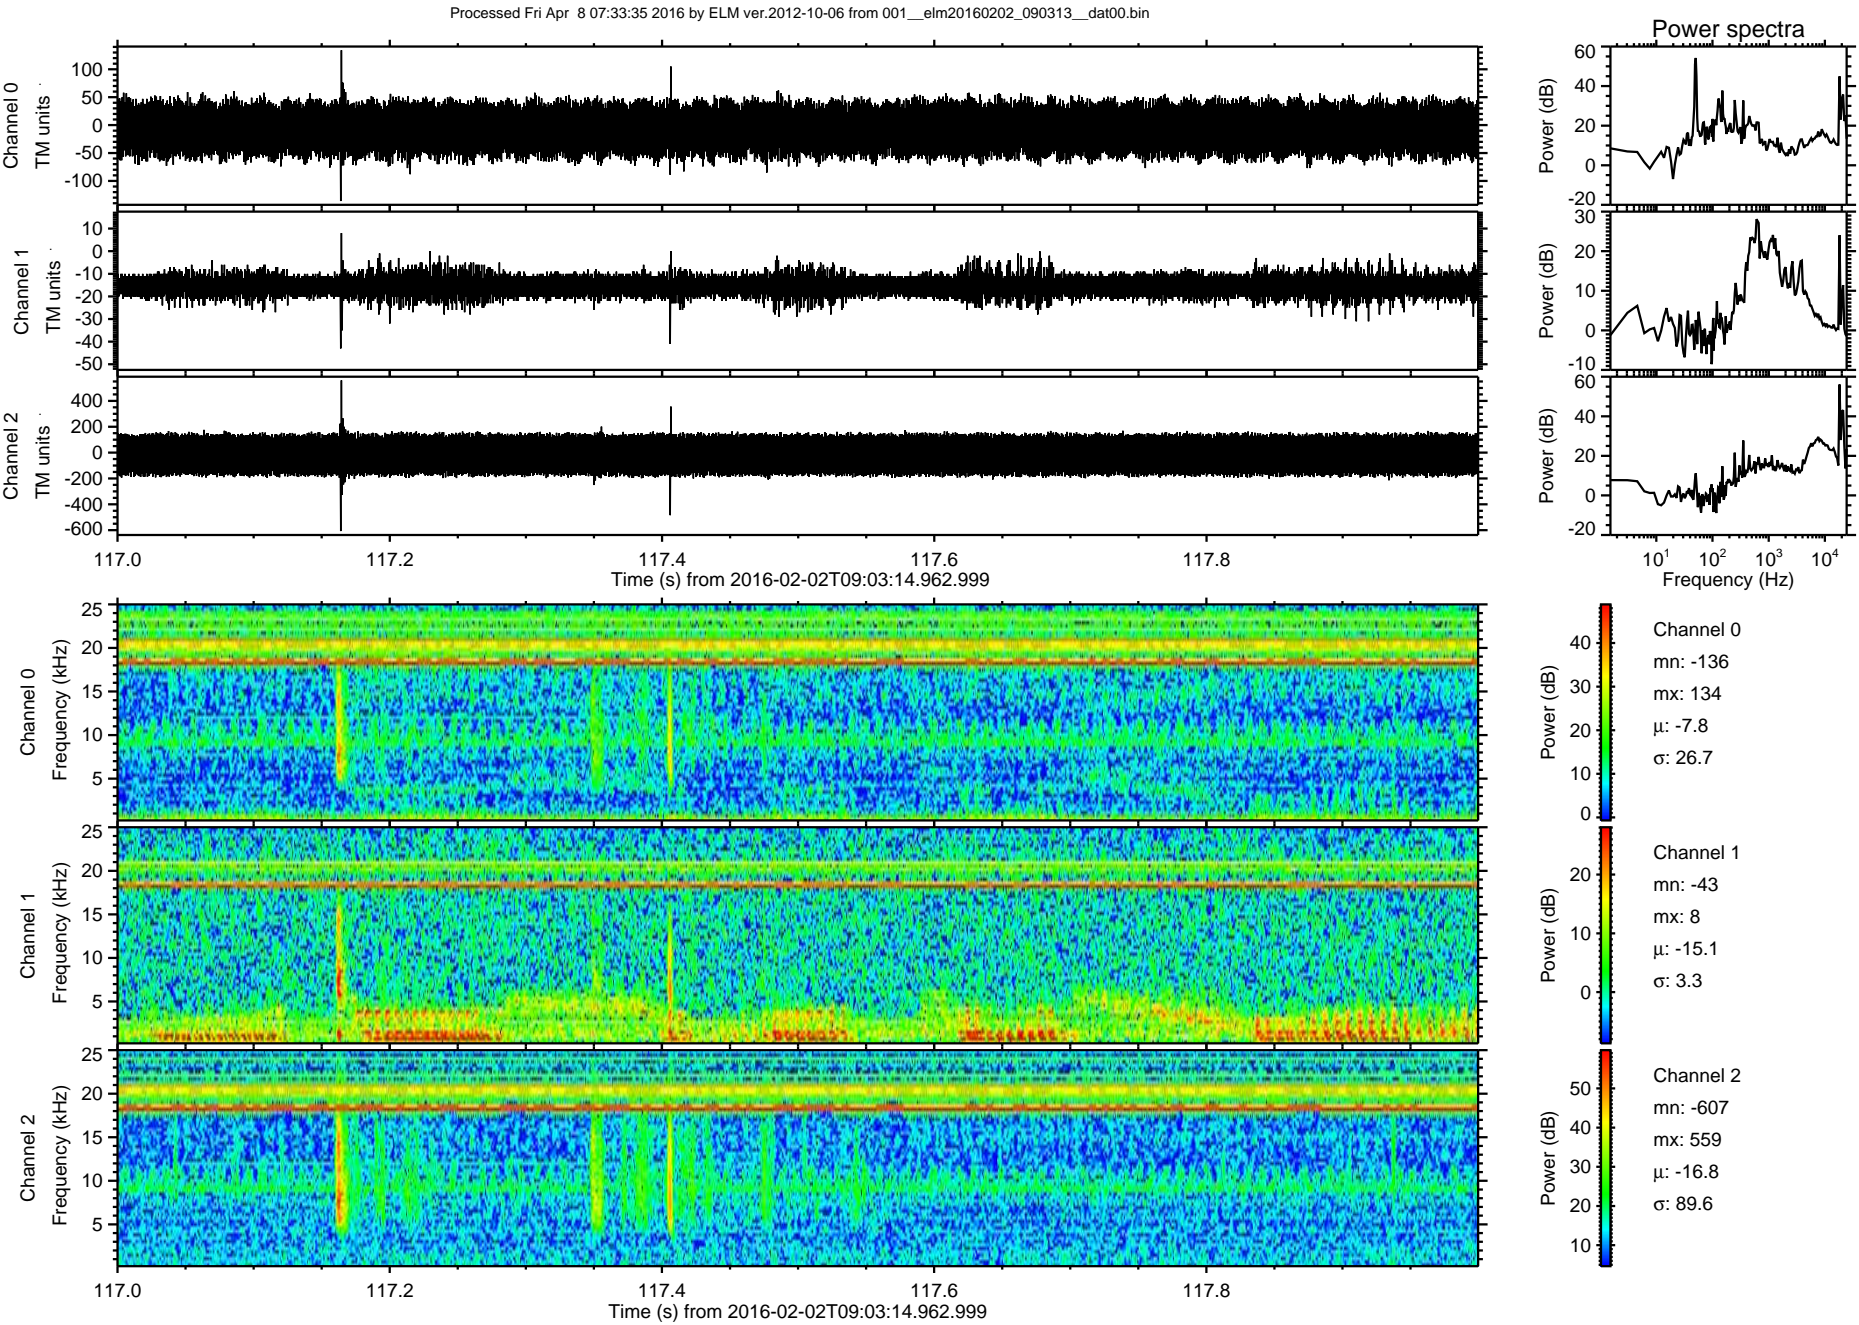 Processed Fri Apr  8 07:33:35 2016 by ELM ver.2012-10-06 from 001__elm20160202_090313__dat00.bin
Power spectra
Channel 0
TM units
100
50
0
-50
-100
Power (dB)
60
40
20
0
-20
Channel 1
TM units
10
0
-10
-20
-30
-40
-50
Power (dB)
30
20
10
0
-10
Channel 2
TM units
400
200
0
-200
-400
-600
Power (dB)
60
40
20
0
-20
117.0 117.2 117.4 117.6 117.8
Time (s) from 2016-02-02T09:03:14.962.999
10¹ 10² 10³ 10⁴
Frequency (Hz)
Channel 0
Frequency (kHz)
25
20
15
10
5
Power (dB)
40
30
20
10
0
Channel 0
mn: -136
mx: 134
μ: -7.8
σ: 26.7
Channel 1
Frequency (kHz)
25
20
15
10
5
Power (dB)
20
10
0
Channel 1
mn: -43
mx: 8
μ: -15.1
σ: 3.3
Channel 2
Frequency (kHz)
25
20
15
10
5
Power (dB)
50
40
30
20
10
Channel 2
mn: -607
mx: 559
μ: -16.8
σ: 89.6
117.0 117.2 117.4 117.6 117.8
Time (s) from 2016-02-02T09:03:14.962.999